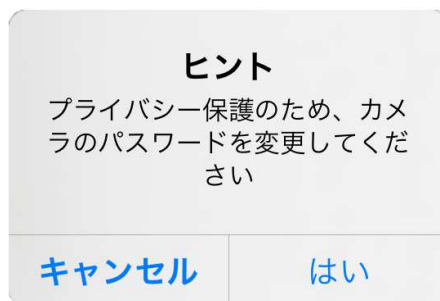 ヒント
プライバシー保護のため、カメ
ラのパスワードを変更してくだ
さい
キャンセル
はい